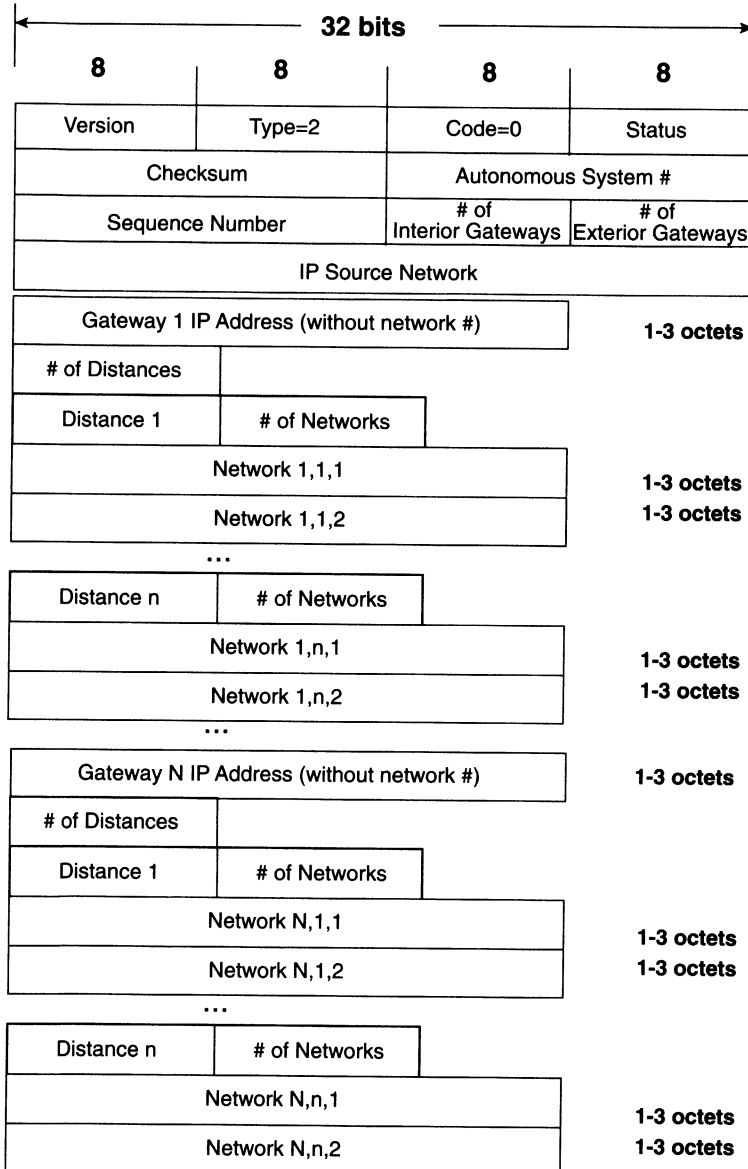 32 bits
8 8 8 8
Version Type=2 Code=0 Status
Checksum Autonomous System #
Sequence Number # of Interior Gateways # of Exterior Gateways
IP Source Network
Gateway 1 IP Address (without network #) 1-3 octets
# of Distances
Distance 1 # of Networks
Network 1,1,1 1-3 octets
Network 1,1,2 1-3 octets
...
Distance n # of Networks
Network 1,n,1 1-3 octets
Network 1,n,2 1-3 octets
...
Gateway N IP Address (without network #) 1-3 octets
# of Distances
Distance 1 # of Networks
Network N,1,1 1-3 octets
Network N,1,2 1-3 octets
...
Distance n # of Networks
Network N,n,1 1-3 octets
Network N,n,2 1-3 octets